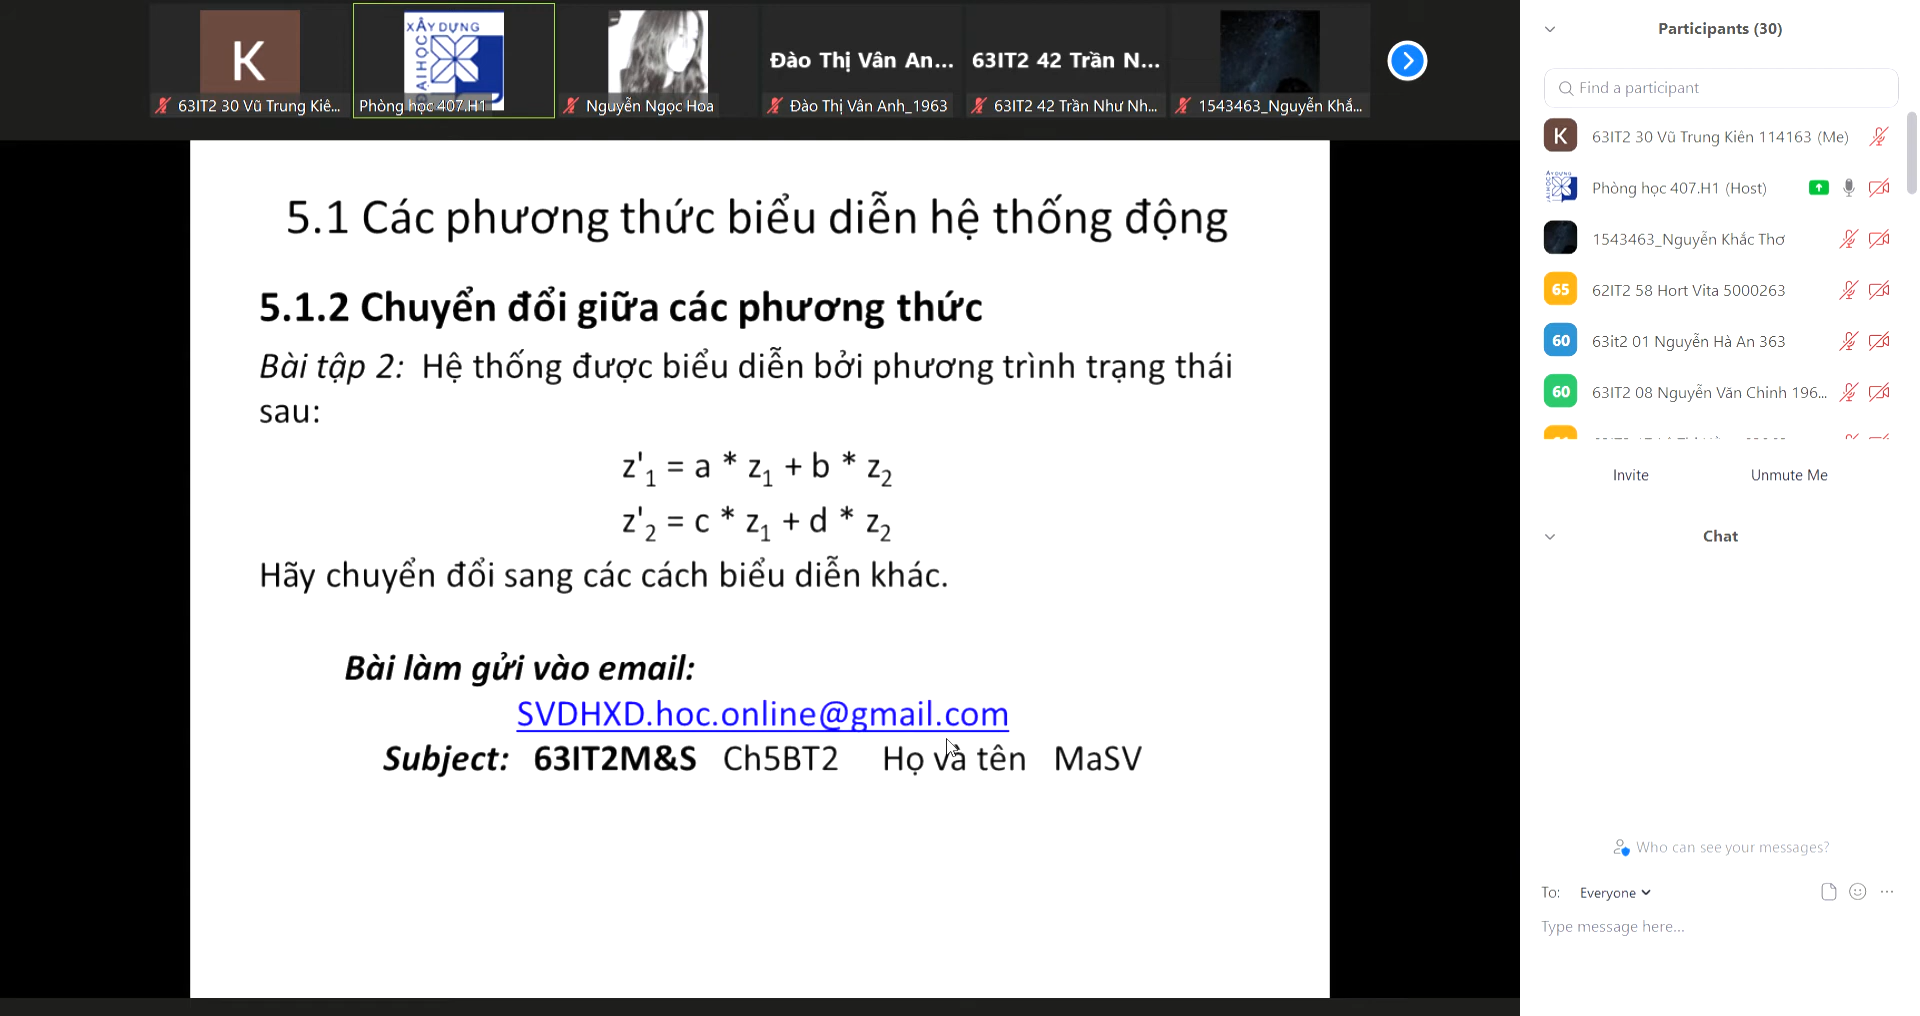 K
XÂY DỰNG
ĐẠI HỌC
Đào Thị Vân An...
63IT2 42 Trần N...
63IT2 30 Vũ Trung Kiê...
Phòng học 407.H1
Nguyễn Ngọc Hoa
Đào Thị Vân Anh_1963
63IT2 42 Trần Như Nh...
1543463_Nguyễn Khắ...
5.1 Các phương thức biểu diễn hệ thống động
5.1.2 Chuyển đổi giữa các phương thức
Bài tập 2: Hệ thống được biểu diễn bởi phương trình trạng thái
sau:
z'1 = a * z1 + b * z2
z'2 = c * z1 + d * z2
Hãy chuyển đổi sang các cách biểu diễn khác.
Bài làm gửi vào email:
SVDHXD.hoc.online@gmail.com
Subject: 63IT2M&S Ch5BT2 Họ và tên MaSV
Participants (30)
Find a participant
K 63IT2 30 Vũ Trung Kiên 114163 (Me)
Phòng học 407.H1 (Host)
1543463_Nguyễn Khắc Thơ
65 62IT2 58 Hort Vita 5000263
60 63it2 01 Nguyễn Hà An 363
60 63IT2 08 Nguyễn Văn Chinh 196...
Invite
Unmute Me
Chat
Who can see your messages?
To: Everyone
Type message here...